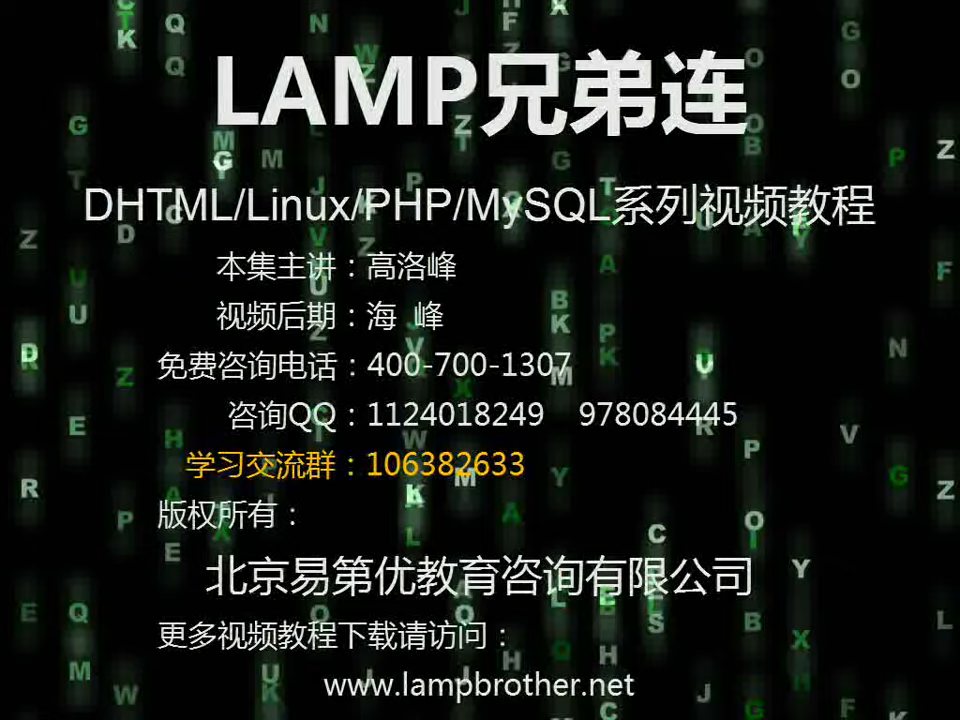 LAMP兄弟连
DHTML/Linux/PHP/MySQL系列视频教程
本集主讲：高洛峰
视频后期：海 峰
免费咨询电话：400-700-1307
咨询QQ：1124018249 978084445
学习交流群：106382633
版权所有：
北京易第优教育咨询有限公司
更多视频教程下载请访问：
www.lampbrother.net